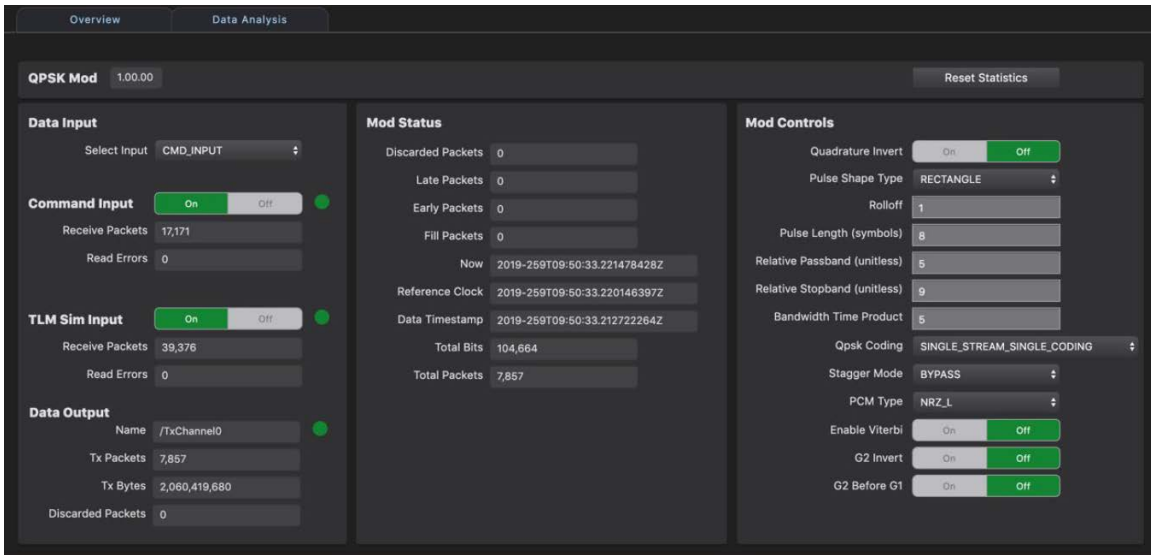 Overview Data Analysis
QPSK Mod 1.00.00 Reset Statistics
Data Input
Select Input CMD_INPUT
Command Input On Off
Receive Packets 17,171
Read Errors 0
TLM Sim Input On Off
Receive Packets 39,376
Read Errors 0
Data Output
Name /TxChannel0
Tx Packets 7,857
Tx Bytes 2,060,419,680
Discarded Packets 0
Mod Status
Discarded Packets 0
Late Packets 0
Early Packets 0
Fill Packets 0
Now 2019-259T09:50:33.221478428Z
Reference Clock 2019-259T09:50:33.220146397Z
Data Timestamp 2019-259T09:50:33.212722264Z
Total Bits 104,664
Total Packets 7,857
Mod Controls
Quadrature Invert On Off
Pulse Shape Type RECTANGLE
Rolloff 1
Pulse Length (symbols) 8
Relative Passband (unitless) 5
Relative Stopband (unitless) 9
Bandwidth Time Product 5
Qpsk Coding SINGLE_STREAM_SINGLE_CODING
Stagger Mode BYPASS
PCM Type NRZ_L
Enable Viterbi On Off
G2 Invert On Off
G2 Before G1 On Off